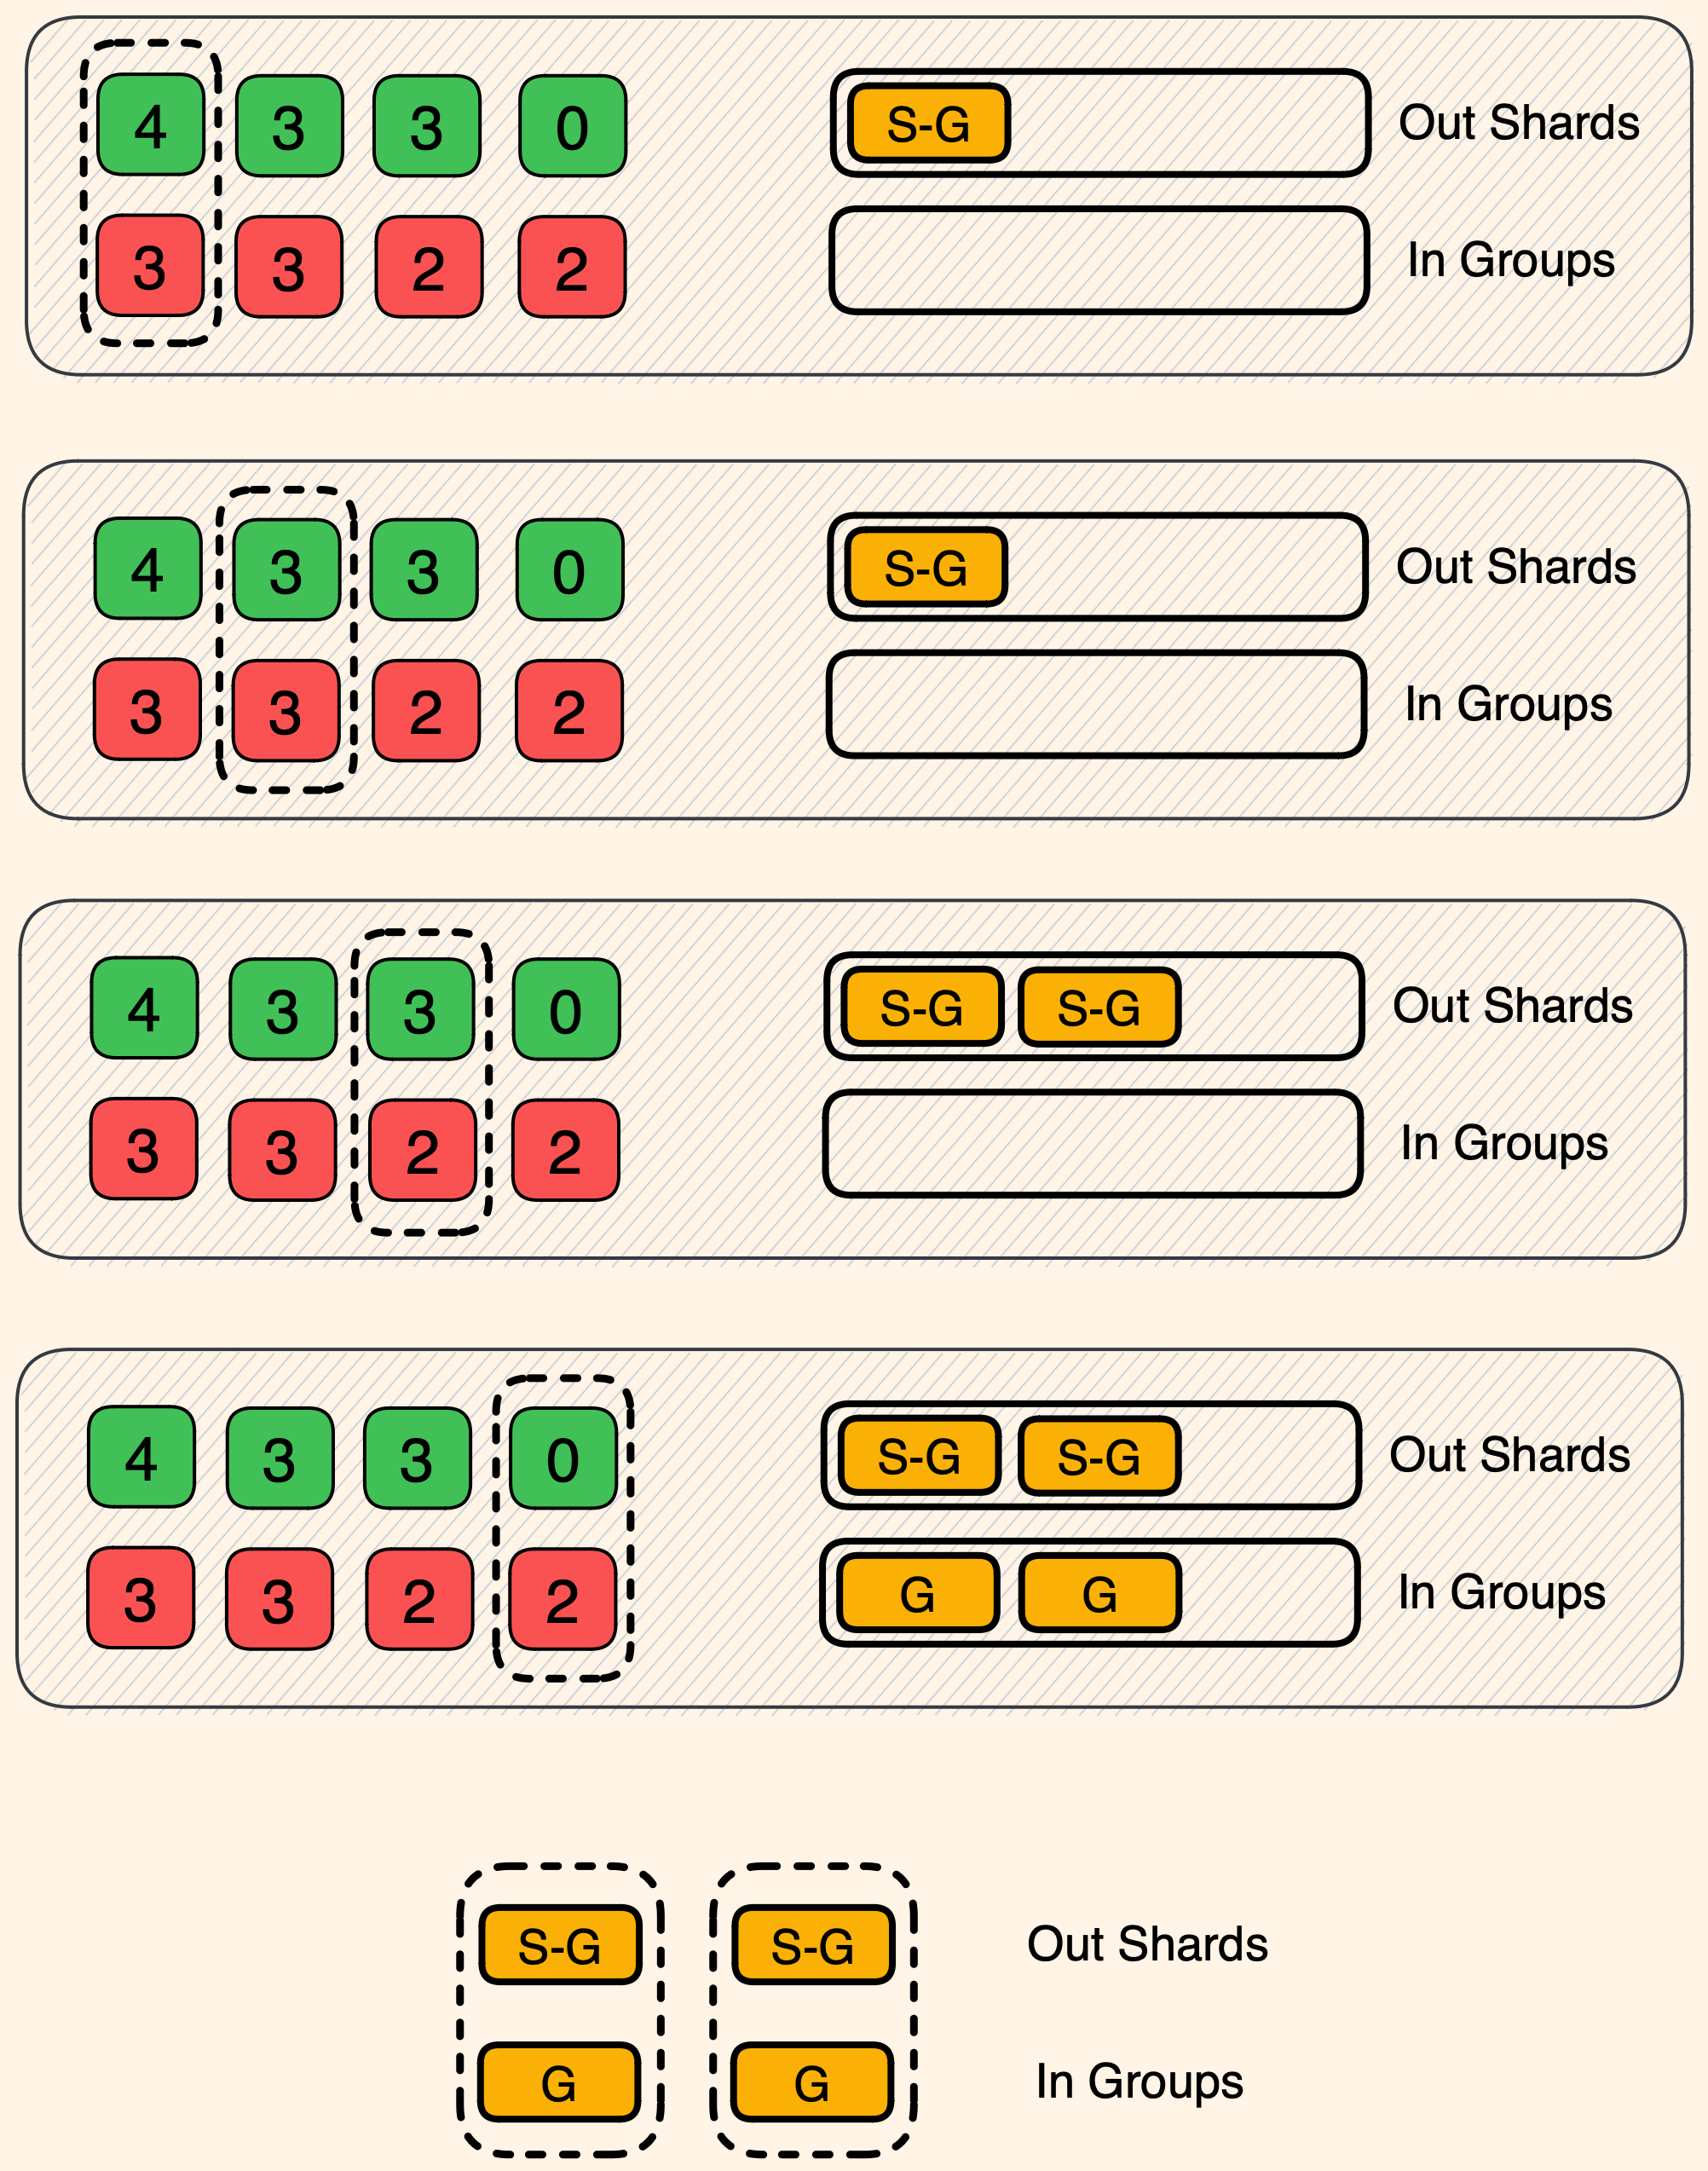 4 3 3 0 S-G Out Shards
3 3 2 2 In Groups
4 3 3 0 S-G Out Shards
3 3 2 2 In Groups
4 3 3 0 S-G S-G Out Shards
3 3 2 2 In Groups
4 3 3 0 S-G S-G Out Shards
3 3 2 2 G G In Groups
S-G S-G Out Shards
G G In Groups